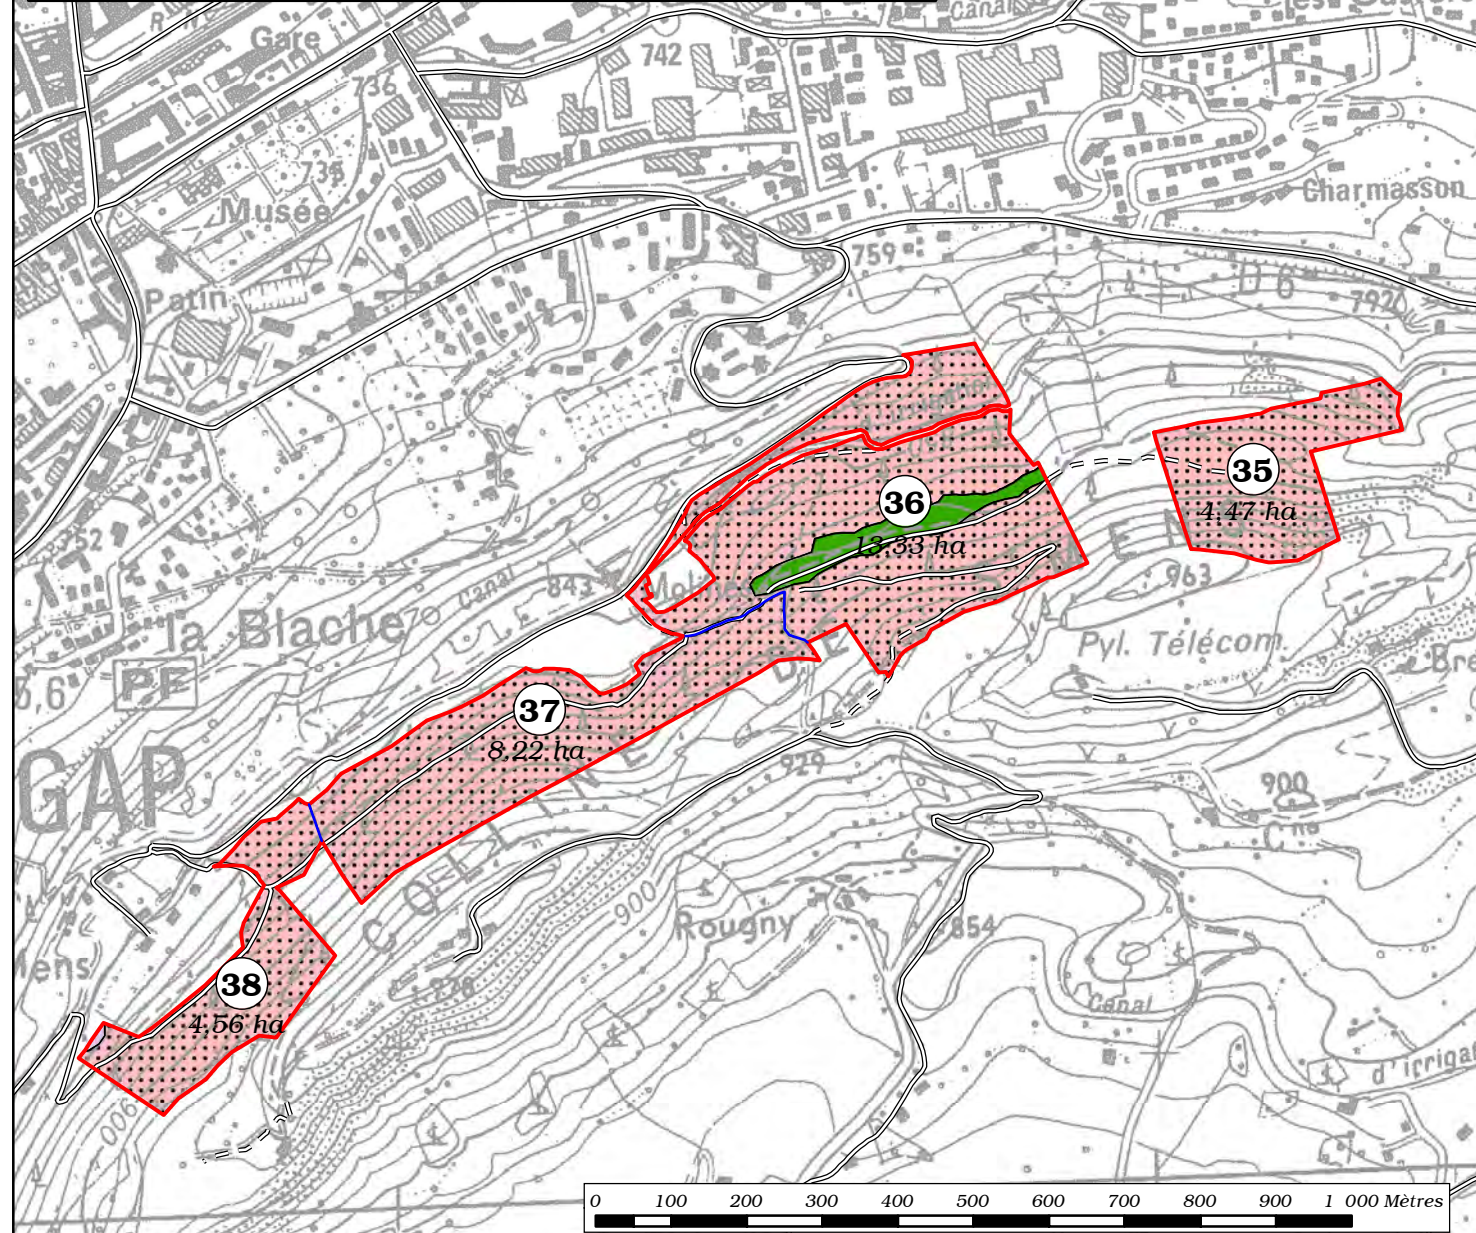 Canal
Gare
742
736
Musée
Charmasson
759
D 6
792
Patin
35
4,47 ha
36
13,33 ha
963
843
Canal
la Blache
Pyl. Télécom.
PF
37
8,22 ha
929
GAP
900
Rougny
900
854
38
4,56 ha
Canal
d'irrigat
900
0 100 200 300 400 500 600 700 800 900 1 000 Mètres